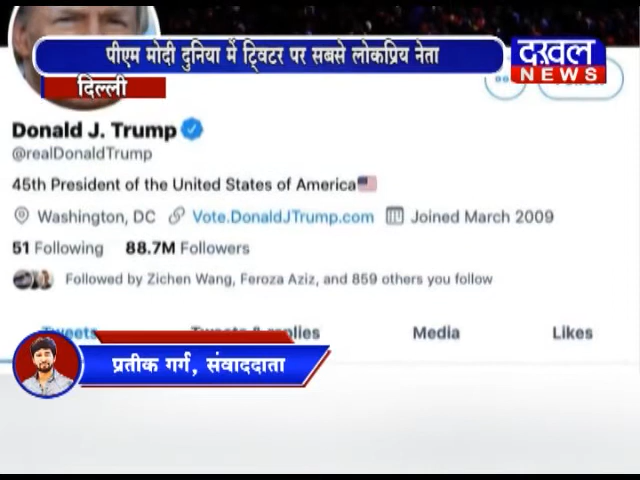 पीएम मोदी दुनिया में ट्विटर पर सबसे लोकप्रिय नेता
दखल
NEWS
दिल्ली
Donald J. Trump
@realDonaldTrump
45th President of the United States of America
Washington, DC Vote.DonaldJTrump.com Joined March 2009
51 Following 88.7M Followers
Followed by Zichen Wang, Feroza Aziz, and 859 others you follow
Tweets Tweets & replies Media Likes
प्रतीक गर्ग, संवाददाता